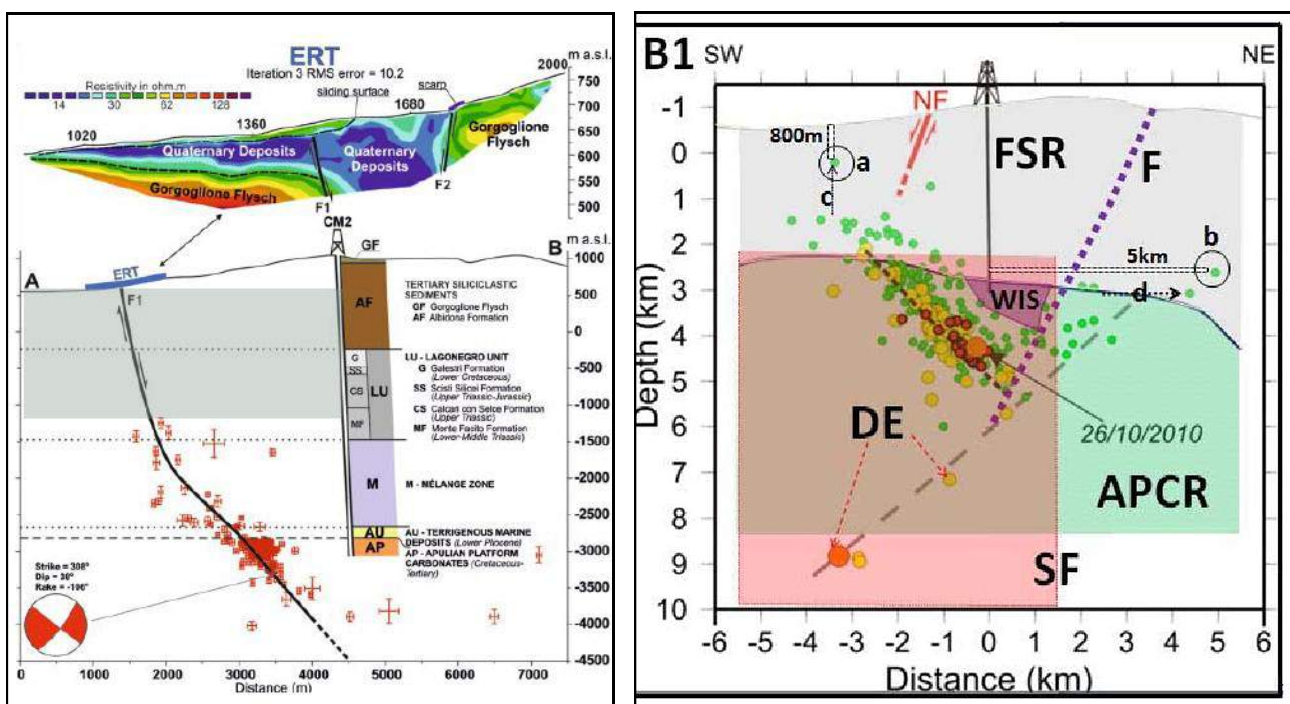 ERT
Iteration 3 RMS error = 10.2
m a.s.l.
2000
750
700
650
600
550
500
Resistivity in ohm.m
14
30
62
128
sliding surface
scarp
1020
1360
1680
Quaternary Deposits
Quaternary
Deposits
Gorgoglione
Flysch
Gorgoglione Flysch
F1
F2
CM2
GF
A
B
m a.s.l.
ERT
F1
1000
500
0
-500
-1000
-1500
-2000
-2500
-3000
-3500
-4000
-4500
AF
G
SS
CS
MF
LU
M
AU
AP
TERTIARY SILICICLASTIC
SEDIMENTS
GF Gorgoglione Flysch
AF Albidona Formation
LU - LAGONEGRO UNIT
G Galestri Formation
(Lower Cretaceous)
SS Scisti Silicei Formation
(Upper Triassic-Jurassic)
CS Calcari con Selce Formation
(Upper Triassic)
MF Monte Facito Formation
(Lower-Middle Triassic)
M - MÉLANGE ZONE
AU - TERRIGENOUS MARINE
DEPOSITS (Lower Pliocene)
AP - APULIAN PLATFORM
CARBONATES (Cretaceous-
Tertiary)
Strike = 308°
Dip = 38°
0
1000
2000
3000
4000
5000
6000
7000
Distance (m)
B1
SW
NE
-1
0
1
2
3
4
5
6
7
8
9
10
Depth (km)
NF
800m
a
c
FSR
F
b
5km
d
WIS
DE
26/10/2010
APCR
SF
-6
-5
-4
-3
-2
-1
0
1
2
3
4
5
6
Distance (km)